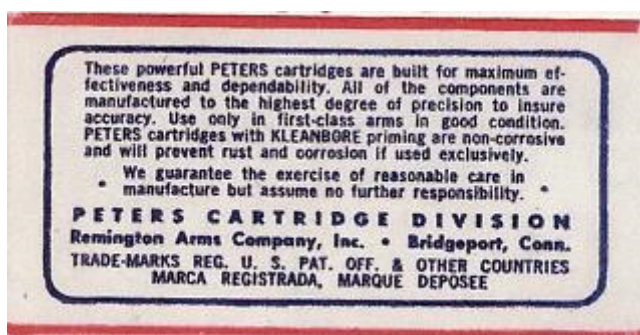 These powerful PETERS cartridges are built for maximum ef-
fectiveness and dependability. All of the components are
manufactured to the highest degree of precision to insure
accuracy. Use only in first-class arms in good condition.
PETERS cartridges with KLEANBORE priming are non-corrosive
and will prevent rust and corrosion if used exclusively.
We guarantee the exercise of reasonable care in
* manufacture but assume no further responsibility. *
PETERS CARTRIDGE DIVISION
Remington Arms Company, Inc. • Bridgeport, Conn.
TRADE-MARKS REG. U. S. PAT. OFF. & OTHER COUNTRIES
MARCA REGISTRADA, MARQUE DEPOSEE